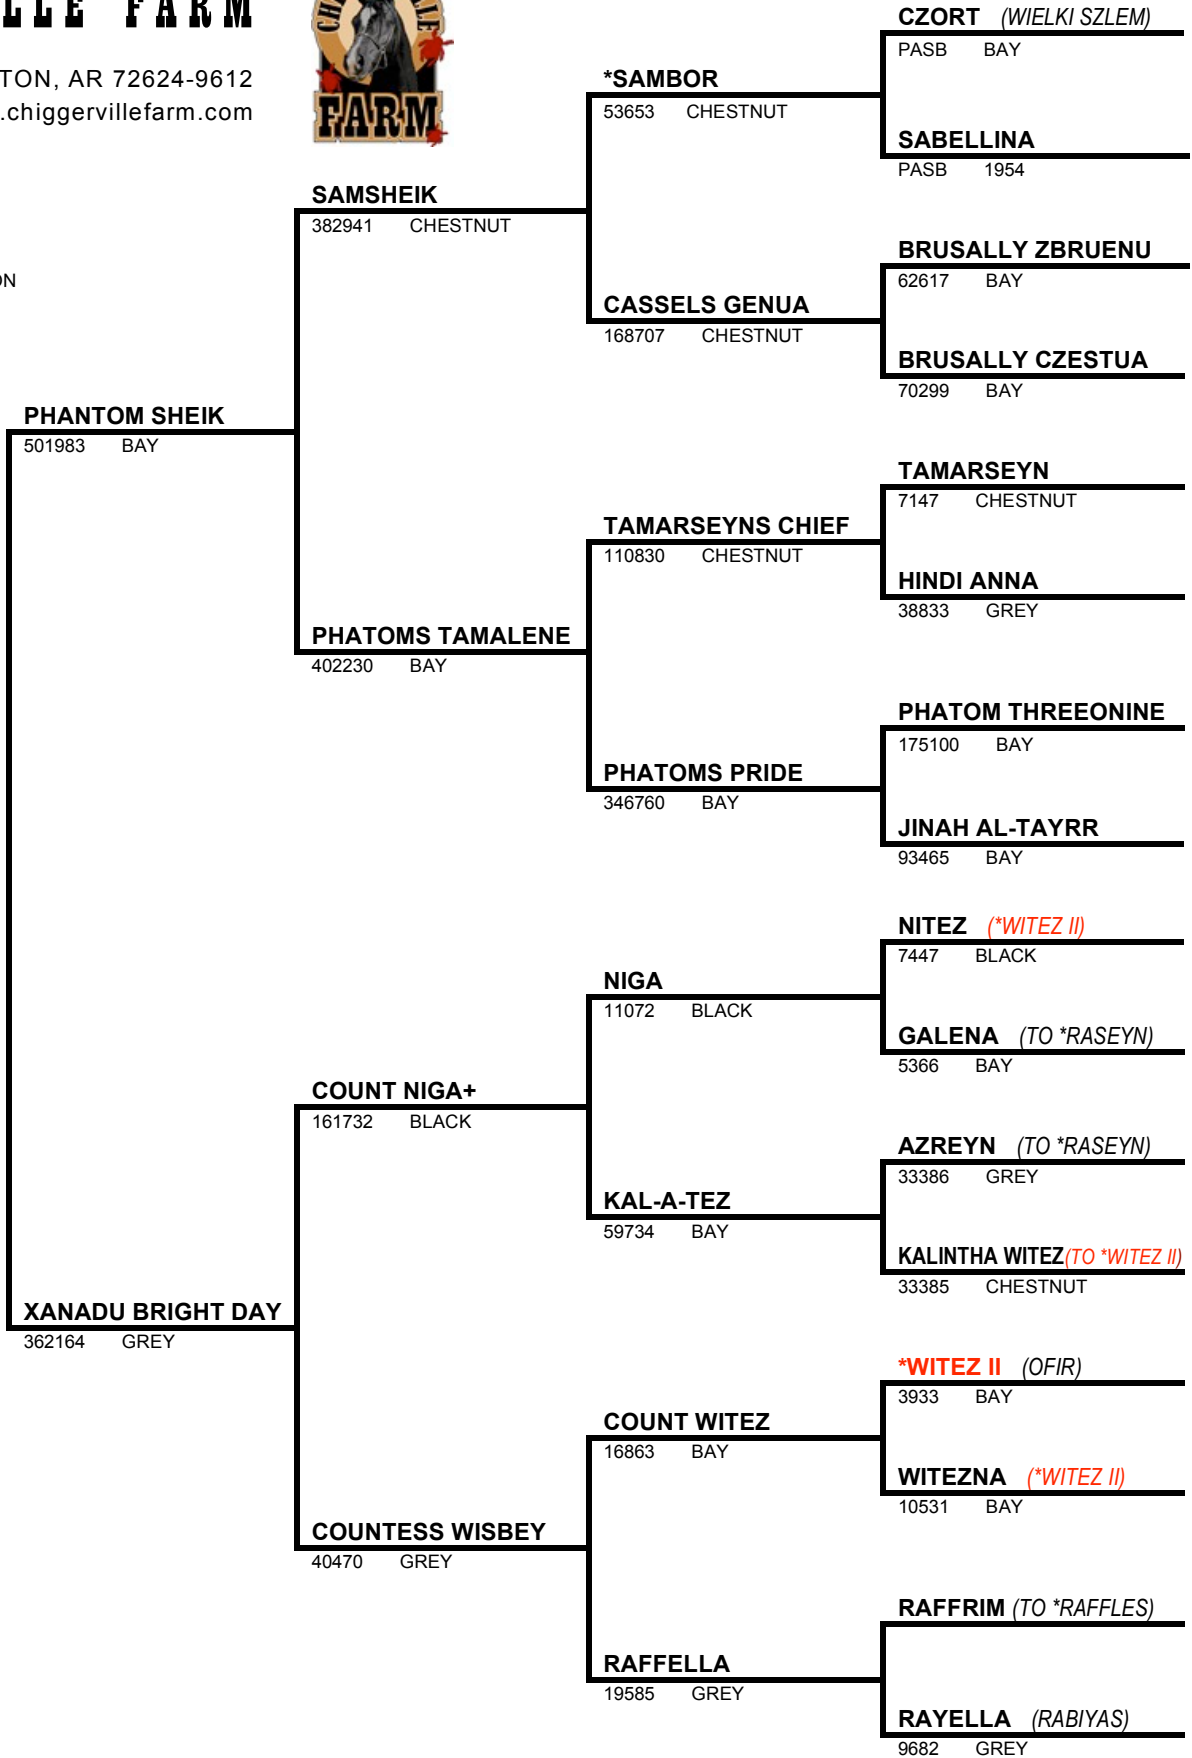 LLE FARM
TON, AR 72624-9612
.chiggervillefarm.com
FARM
ON
PHANTOM SHEIK
501983 BAY
XANADU BRIGHT DAY
362164 GREY
SAMSHEIK
382941 CHESTNUT
PHATOMS TAMALENE
402230 BAY
COUNT NIGA+
161732 BLACK
COUNTESS WISBEY
40470 GREY
*SAMBOR
53653 CHESTNUT
CASSELS GENUA
168707 CHESTNUT
TAMARSEYNS CHIEF
110830 CHESTNUT
PHATOMS PRIDE
346760 BAY
NIGA
11072 BLACK
KAL-A-TEZ
59734 BAY
COUNT WITEZ
16863 BAY
RAFFELLA
19585 GREY
CZORT (WIELKI SZLEM)
PASB BAY
SABELLINA
PASB 1954
BRUSALLY ZBRUENU
62617 BAY
BRUSALLY CZESTUA
70299 BAY
TAMARSEYN
7147 CHESTNUT
HINDI ANNA
38833 GREY
PHATOM THREEONINE
175100 BAY
JINAH AL-TAYRR
93465 BAY
NITEZ (*WITEZ II)
7447 BLACK
GALENA (TO *RASEYN)
5366 BAY
AZREYN (TO *RASEYN)
33386 GREY
KALINTHA WITEZ(TO *WITEZ II)
33385 CHESTNUT
*WITEZ II (OFIR)
3933 BAY
WITEZNA (*WITEZ II)
10531 BAY
RAFFRIM (TO *RAFFLES)
RAYELLA (RABIYAS)
9682 GREY